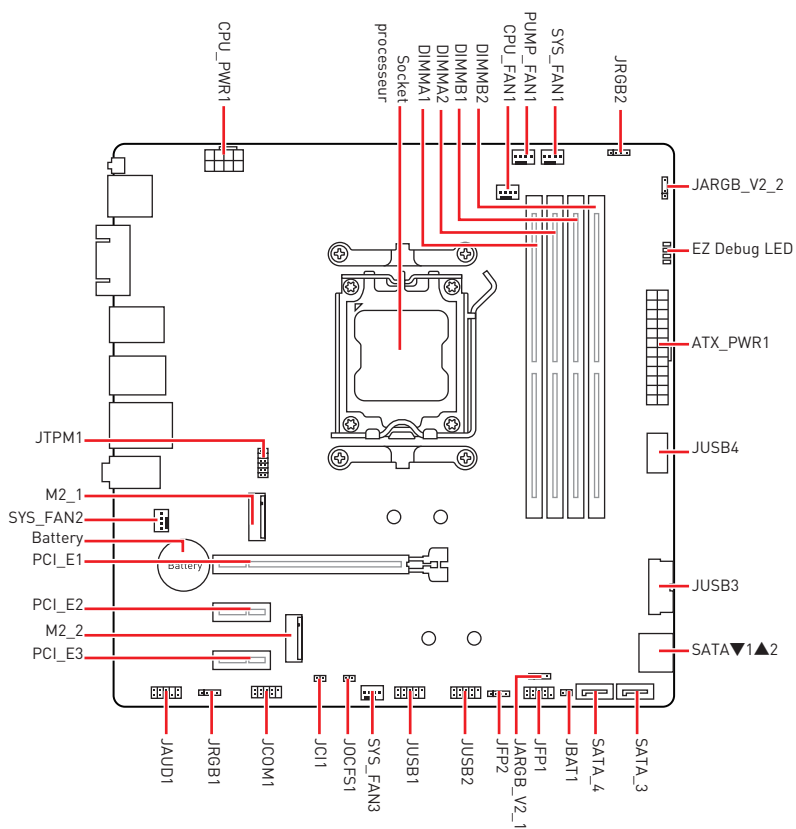 CPU_PWR1
Socket
processeur
DIMMA1
DIMMA2
DIMMB1
DIMMB2
CPU_FAN1
PUMP_FAN1
SYS_FAN1
JRGB2
JARGB_V2_2
EZ Debug LED
ATX_PWR1
JUSB4
JUSB3
SATA▼1▲2
JTPM1
M2_1
SYS_FAN2
Battery
Battery
PCI_E1
PCI_E2
M2_2
PCI_E3
JAUD1
JRGB1
JCOM1
JCI1
JOCFS1
SYS_FAN3
JUSB1
JUSB2
JFP2
JARGB_V2_1
JFP1
JBAT1
SATA_4
SATA_3